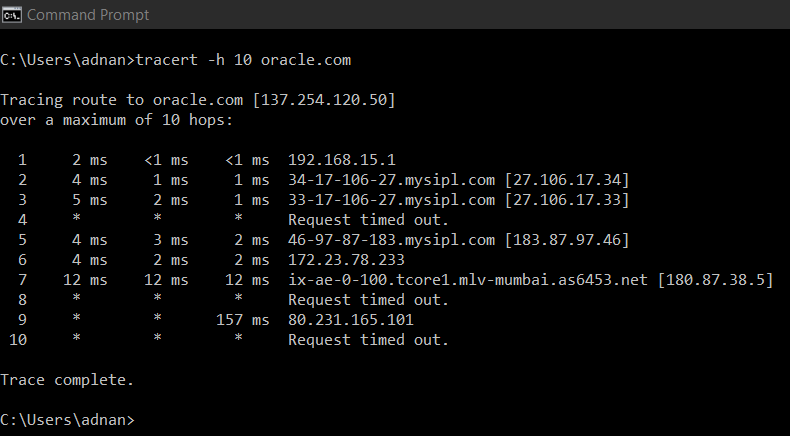 Command Prompt
C:\Users\adnan>tracert -h 10 oracle.com
Tracing route to oracle.com [137.254.120.50]
over a maximum of 10 hops:
1 2 ms <1 ms <1 ms 192.168.15.1
2 4 ms 1 ms 1 ms 34-17-106-27.mysipl.com [27.106.17.34]
3 5 ms 2 ms 1 ms 33-17-106-27.mysipl.com [27.106.17.33]
4 * * * Request timed out.
5 4 ms 3 ms 2 ms 46-97-87-183.mysipl.com [183.87.97.46]
6 4 ms 2 ms 2 ms 172.23.78.233
7 12 ms 12 ms 12 ms ix-ae-0-100.tcore1.mlv-mumbai.as6453.net [180.87.38.5]
8 * * * Request timed out.
9 * * 157 ms 80.231.165.101
10 * * * Request timed out.
Trace complete.
C:\Users\adnan>